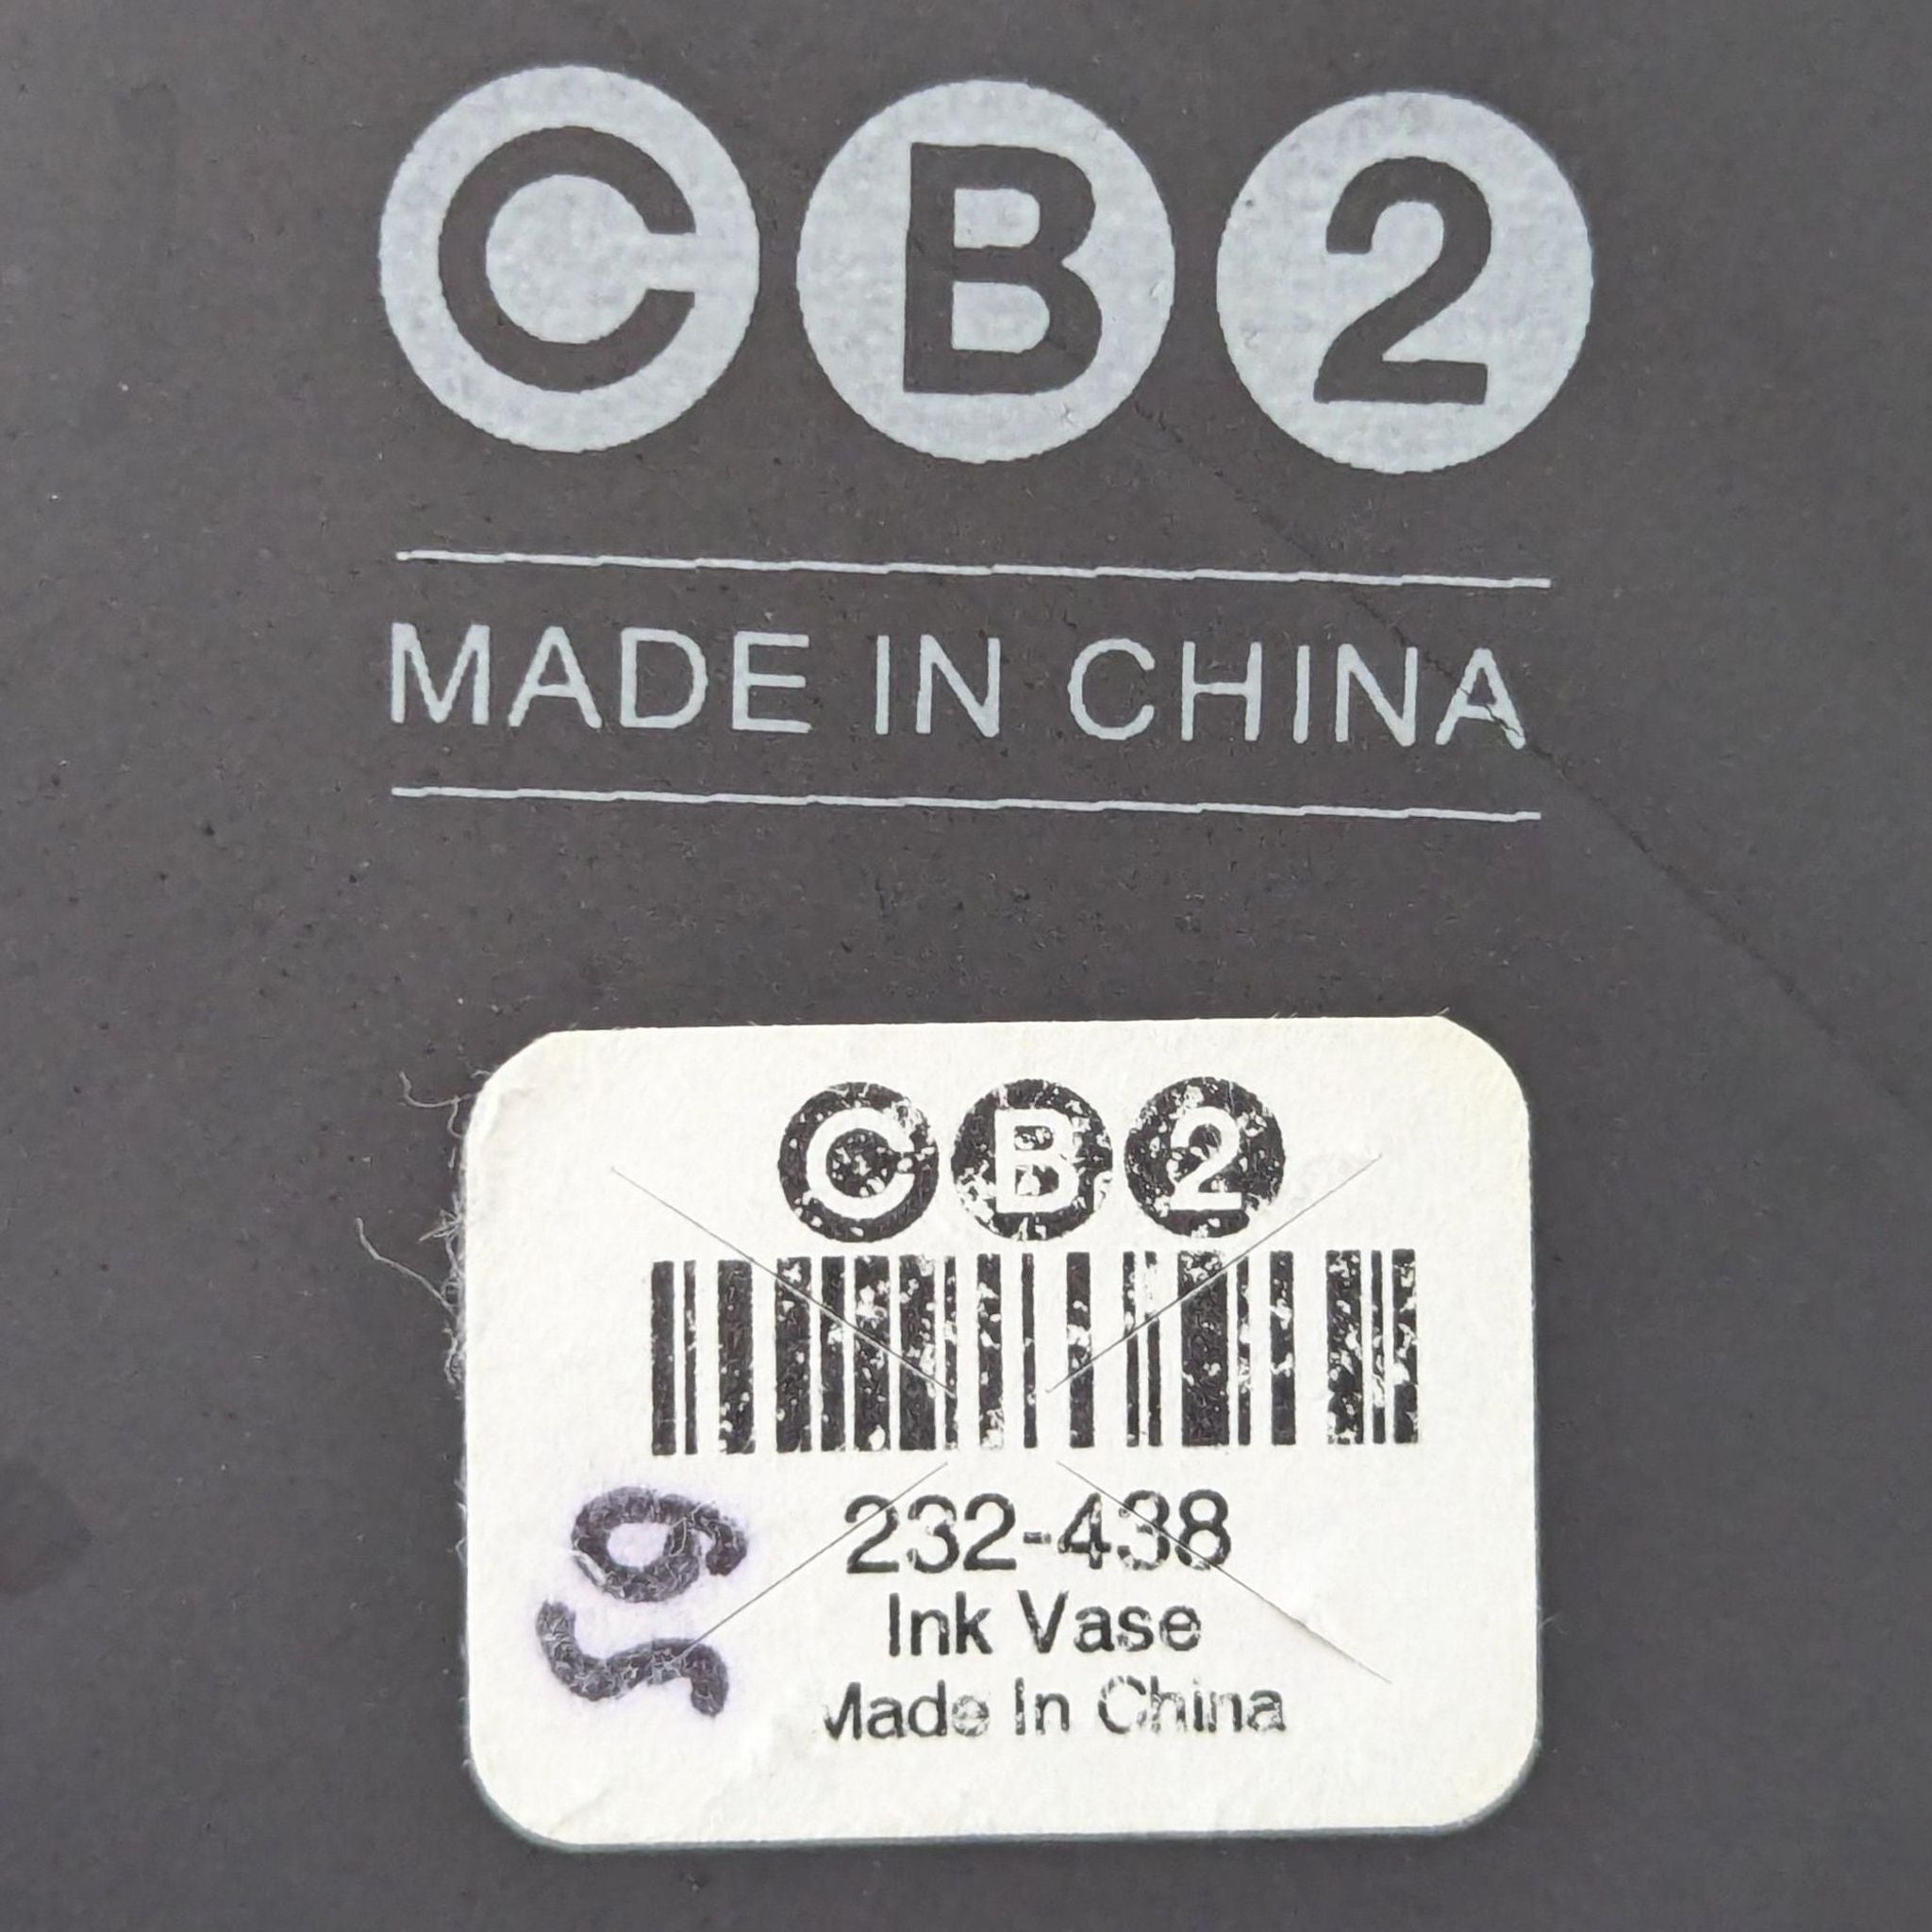 CB2
MADE IN CHINA
CB2
232-438
Ink Vase
Made In China